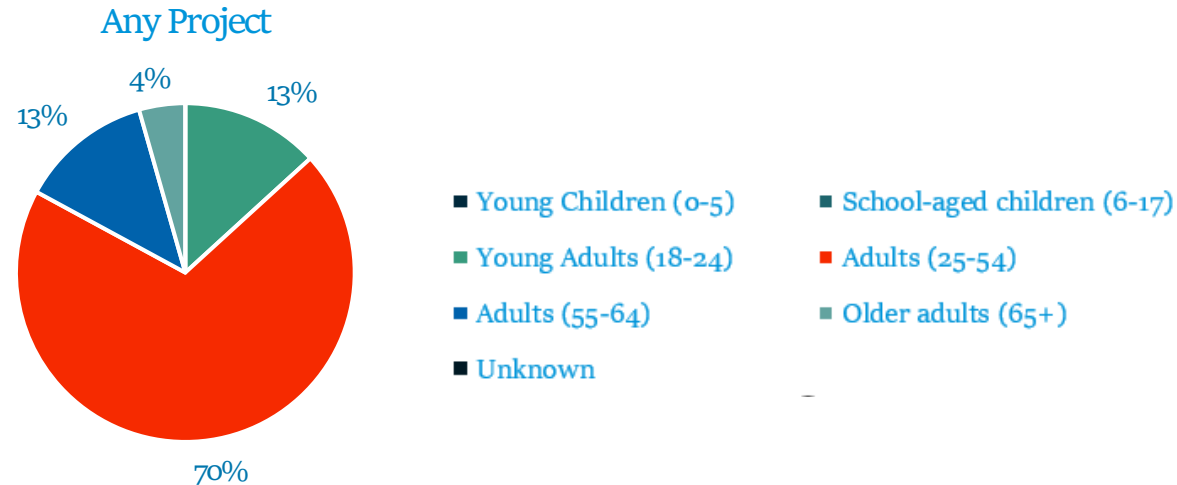 Any Project
4%
13%
13%
70%
Young Children (0-5)
School-aged children (6-17)
Young Adults (18-24)
Adults (25-54)
Adults (55-64)
Older adults (65+)
Unknown